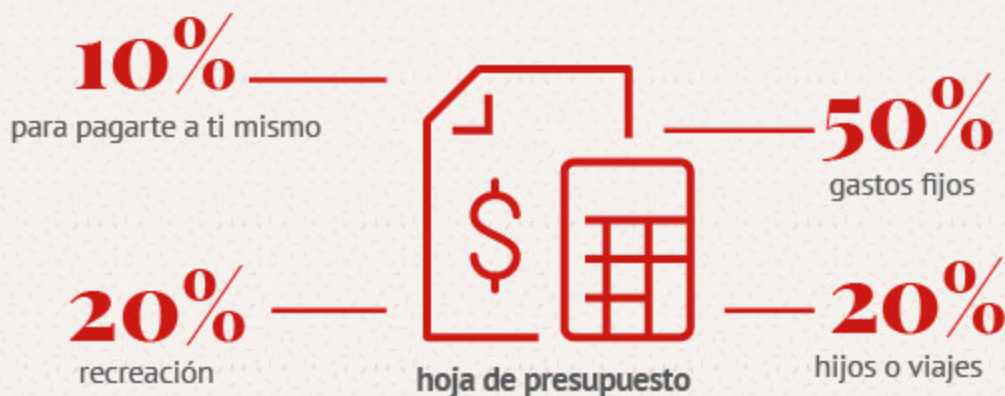 10%
para pagarte a ti mismo
50%
gastos fijos
20%
recreación
20%
hijos o viajes
$
hoja de presupuesto